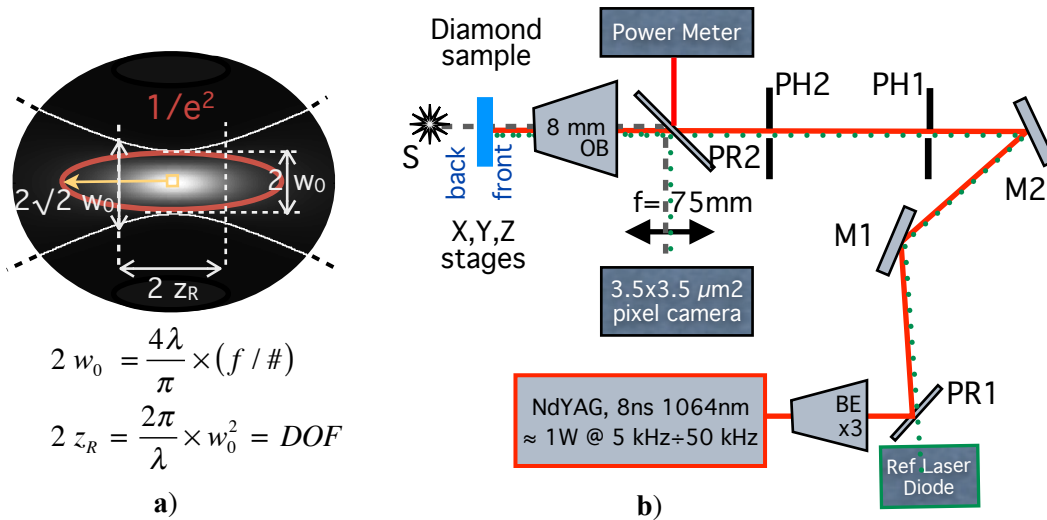 1/e²
2√2 w₀
2 w₀
2 z_R
2 w₀ = 4λ/π × (f / #)
2 z_R = 2π/λ × w₀² = DOF
a)
Diamond
sample
S
back
front
X,Y,Z
stages
8 mm
OB
Power Meter
PR2
PH2
PH1
M2
M1
f= 75mm
3.5x3.5 µm2
pixel camera
NdYAG, 8ns 1064nm
≈ 1W @ 5 kHz÷50 kHz
BE
x3
PR1
Ref Laser
Diode
b)